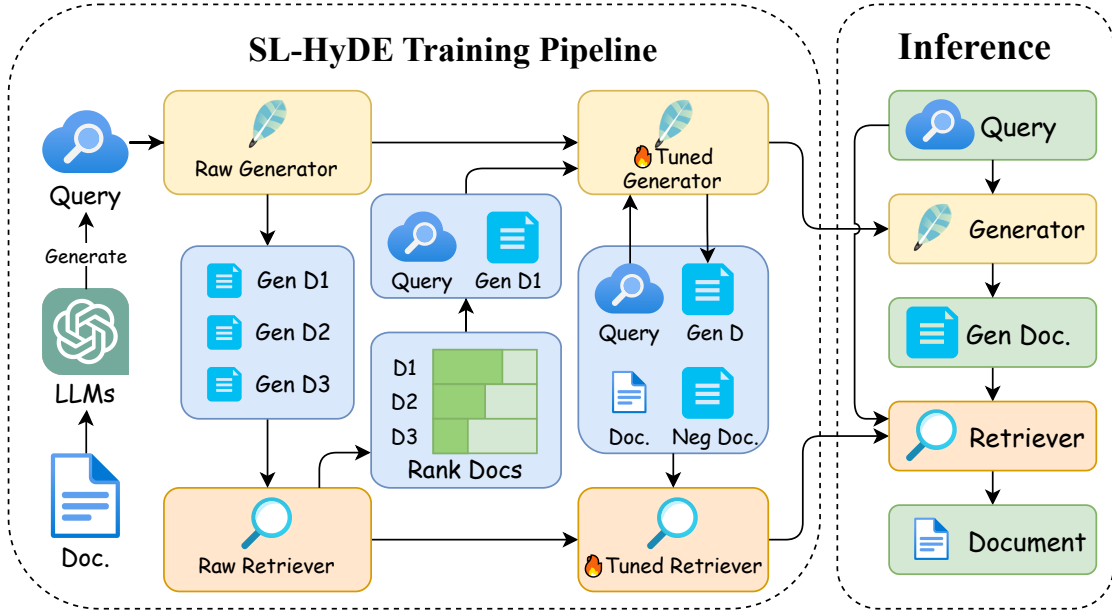 SL-HyDE Training Pipeline
Query
Generate
LLMs
Doc.
Raw Generator
Gen D1
Gen D2
Gen D3
Raw Retriever
Query
Gen D1
D1
D2
D3
Rank Docs
Tuned
Generator
Query
Gen D
Doc.
Neg Doc.
Tuned Retriever
Inference
Query
Generator
Gen Doc.
Retriever
Document